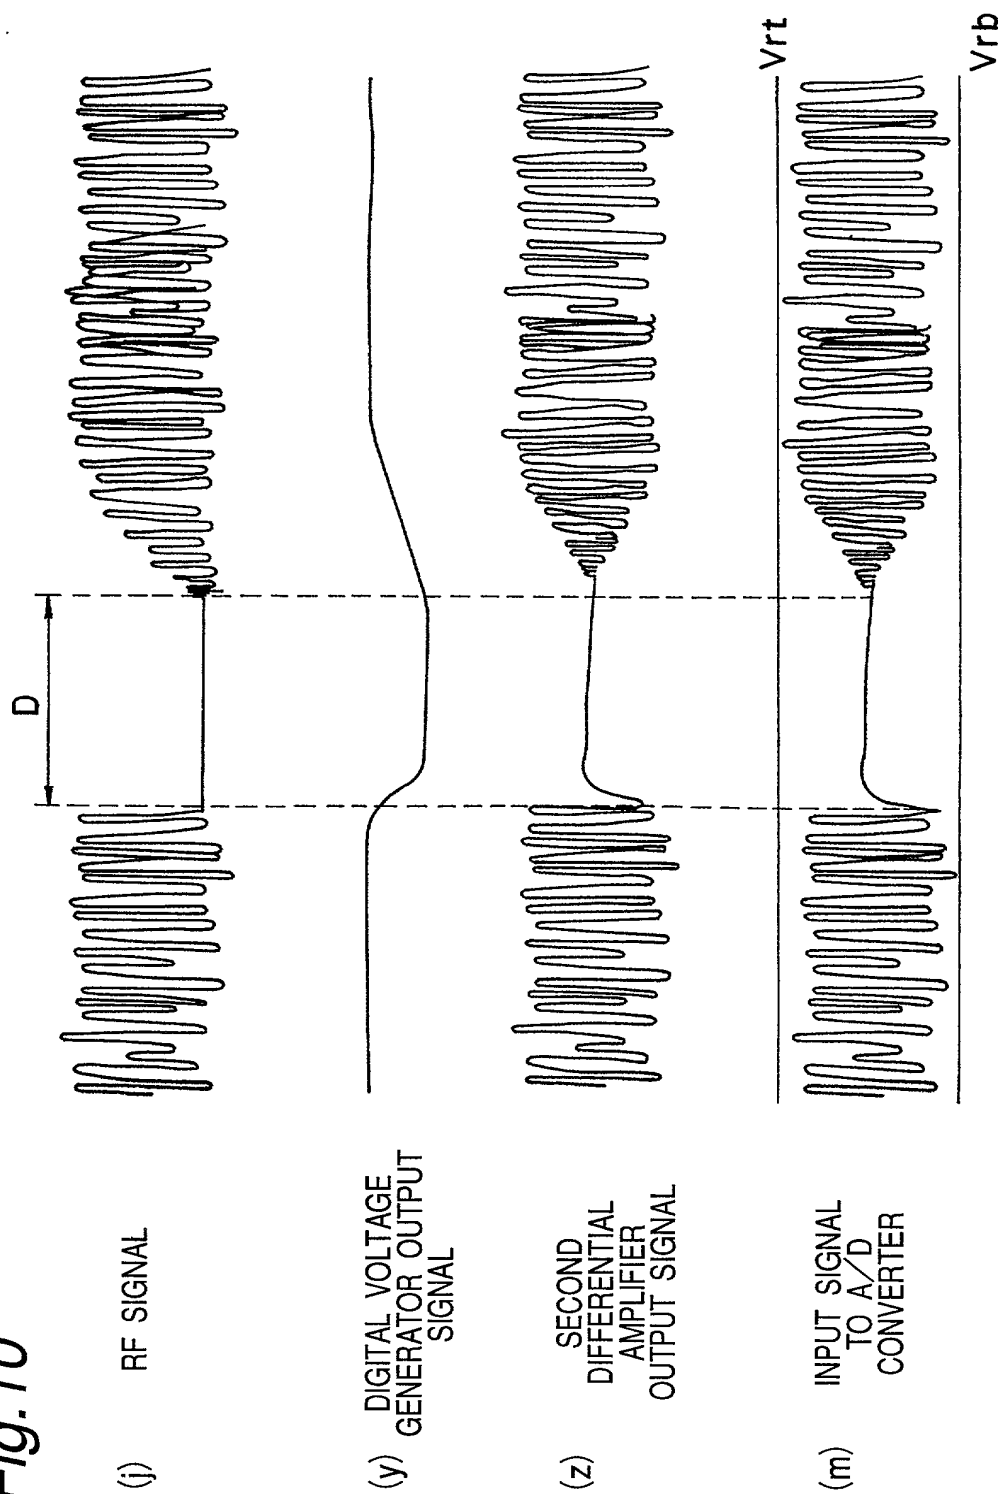 Fig.10
D
(j) RF SIGNAL
(y) DIGITAL VOLTAGE
GENERATOR OUTPUT
SIGNAL
(z) SECOND
DIFFERENTIAL
AMPLIFIER
OUTPUT SIGNAL
Vrt
(m) INPUT SIGNAL
TO A/D
CONVERTER
Vrb